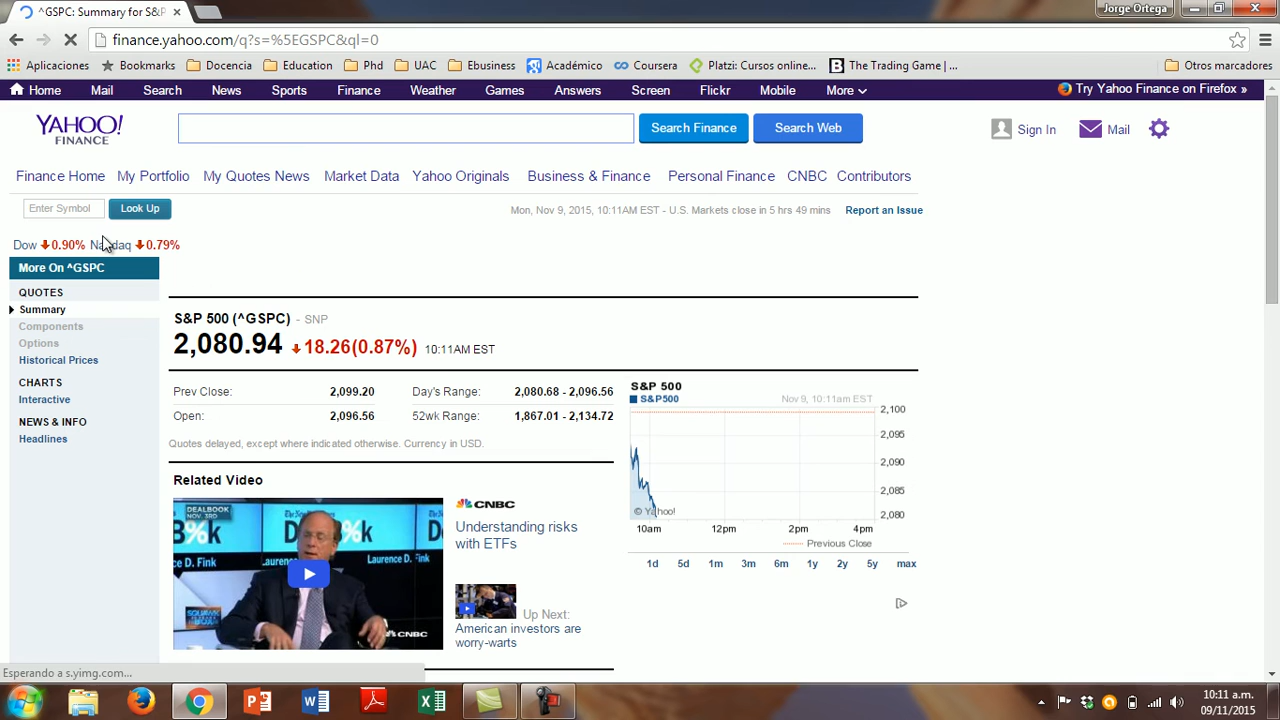 ^GSPC: Summary for S&P
Jorge Ortega
finance.yahoo.com/q?s=%5EGSPC&ql=0
Aplicaciones Bookmarks Docencia Education Phd UAC Ebusiness Académico Coursera Platzi: Cursos online... The Trading Game | ... Otros marcadores
Home Mail Search News Sports Finance Weather Games Answers Screen Flickr Mobile More Try Yahoo Finance on Firefox »
YAHOO!
FINANCE
Search Finance Search Web Sign In Mail
Finance Home My Portfolio My Quotes News Market Data Yahoo Originals Business & Finance Personal Finance CNBC Contributors
Enter Symbol Look Up Mon, Nov 9, 2015, 10:11AM EST - U.S. Markets close in 5 hrs 49 mins Report an Issue
Dow 0.90% Nasdaq 0.79%
More On ^GSPC
QUOTES
Summary
Components
Options
Historical Prices
CHARTS
Interactive
NEWS & INFO
Headlines
S&P 500 (^GSPC) - SNP
2,080.94 18.26(0.87%) 10:11AM EST
Prev Close: 2,099.20 Day's Range: 2,080.68 - 2,096.56
Open: 2,096.56 52wk Range: 1,867.01 - 2,134.72
Quotes delayed, except where indicated otherwise. Currency in USD.
S&P 500
S&P500 Nov 9, 10:11am EST
2,100
2,095
2,090
2,085
2,080
© Yahoo!
10am 12pm 2pm 4pm
Previous Close
1d 5d 1m 3m 6m 1y 2y 5y max
Related Video
DEALBOOK
NOV. 3RD
Laurence D. Fink
SQUAWK
BOX
CNBC
CNBC
Understanding risks
with ETFs
Up Next:
American investors are
worry-warts
Esperando a s.yimg.com...
10:11 a.m.
09/11/2015